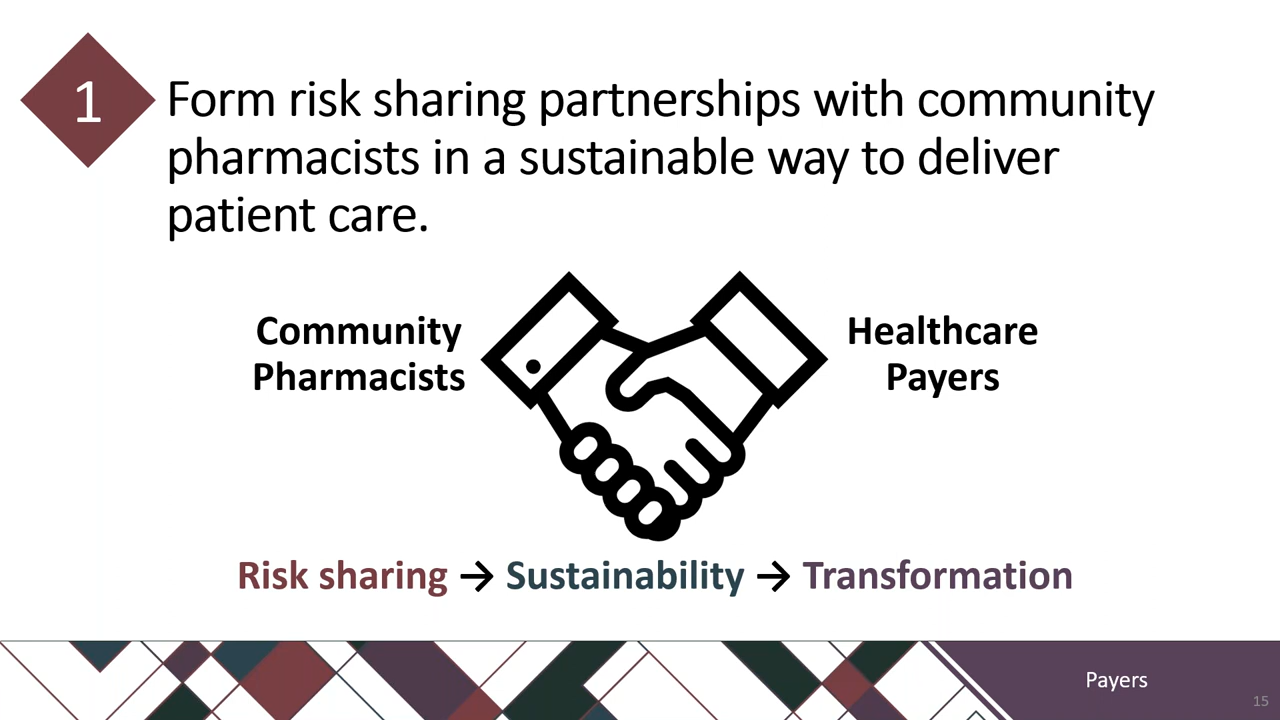 1
Form risk sharing partnerships with community
pharmacists in a sustainable way to deliver
patient care.
Community
Pharmacists
Healthcare
Payers
Risk sharing → Sustainability → Transformation
Payers
15